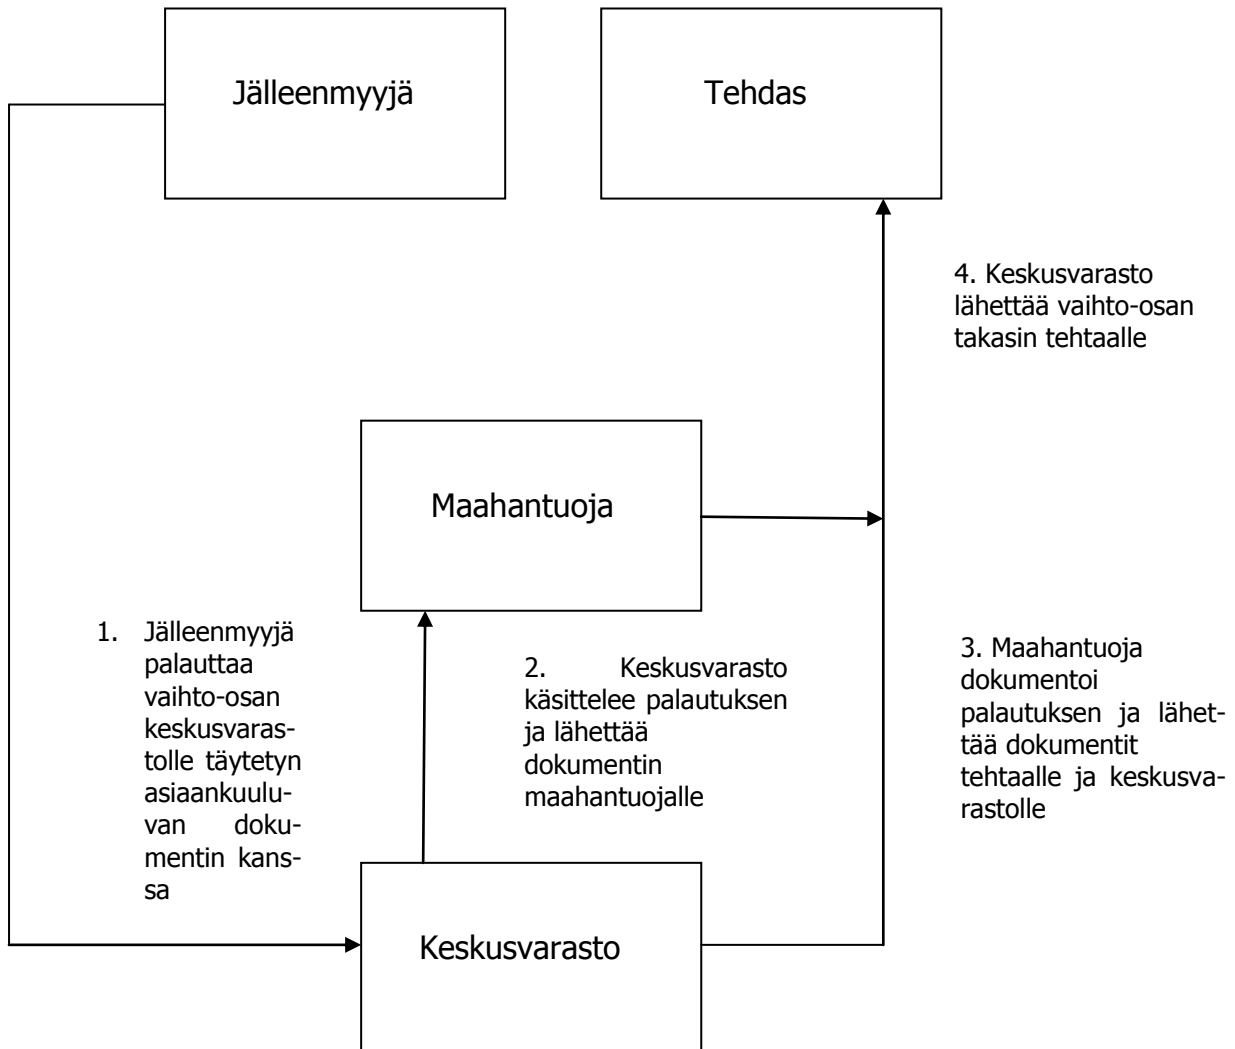 Jälleenmyyjä
Tehdas
4. Keskusvarasto
lähettää vaihto-osan
takasin tehtaalle
Maahantuoja
1. Jälleenmyyjä
palauttaa
vaihto-osan
keskusvaras-
tolle täytetyn
asiaankuulu-
van doku-
mentin kans-
sa
2. Keskusvarasto
käsittelee palautuksen
ja lähettää
dokumentin
maahantuojalle
3. Maahantuoja
dokumentoi
palautuksen ja lähet-
tää dokumentit
tehtaalle ja keskusva-
rastolle
Keskusvarasto